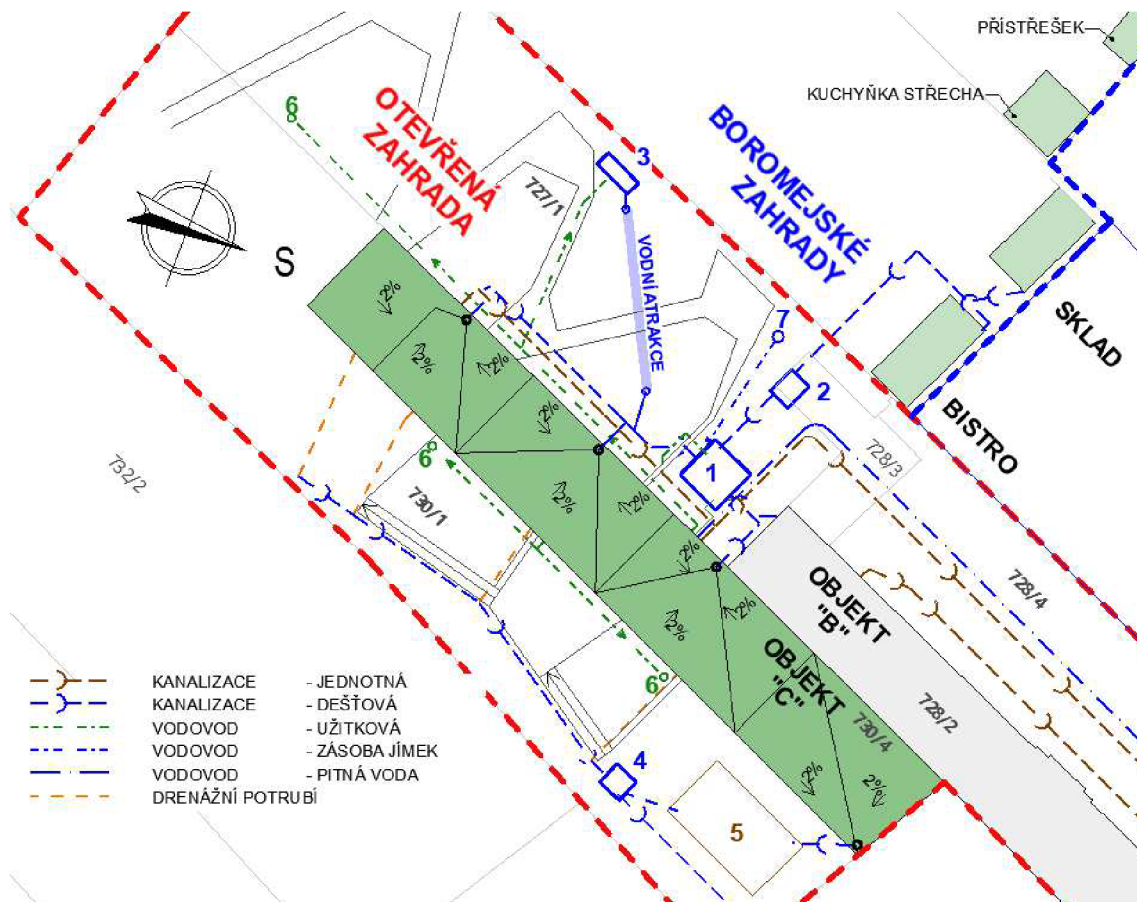 PŘÍSTŘEŠEK
KUCHYŇKA STŘECHA
6
OTEVŘENÁ
ZAHRADA
3
BOROMEJSKÉ
ZAHRADY
727/1
S
VODNÍ ATRAKCE
SKLAD
2%
7
2
BISTRO
2%
2%
2%
728/3
6
1
732/2
730/1
2%
2%
2%
728/4
OBJEKT
"B"
2%
2%
OBJEKT
"C"
6
730/4
728/2
KANALIZACE - JEDNOTNÁ
KANALIZACE - DEŠŤOVÁ
VODOVOD - UŽITKOVÁ
VODOVOD - ZÁSOBA JÍMEK
VODOVOD - PITNÁ VODA
DRENÁŽNÍ POTRUBÍ
4
2%
2%
5